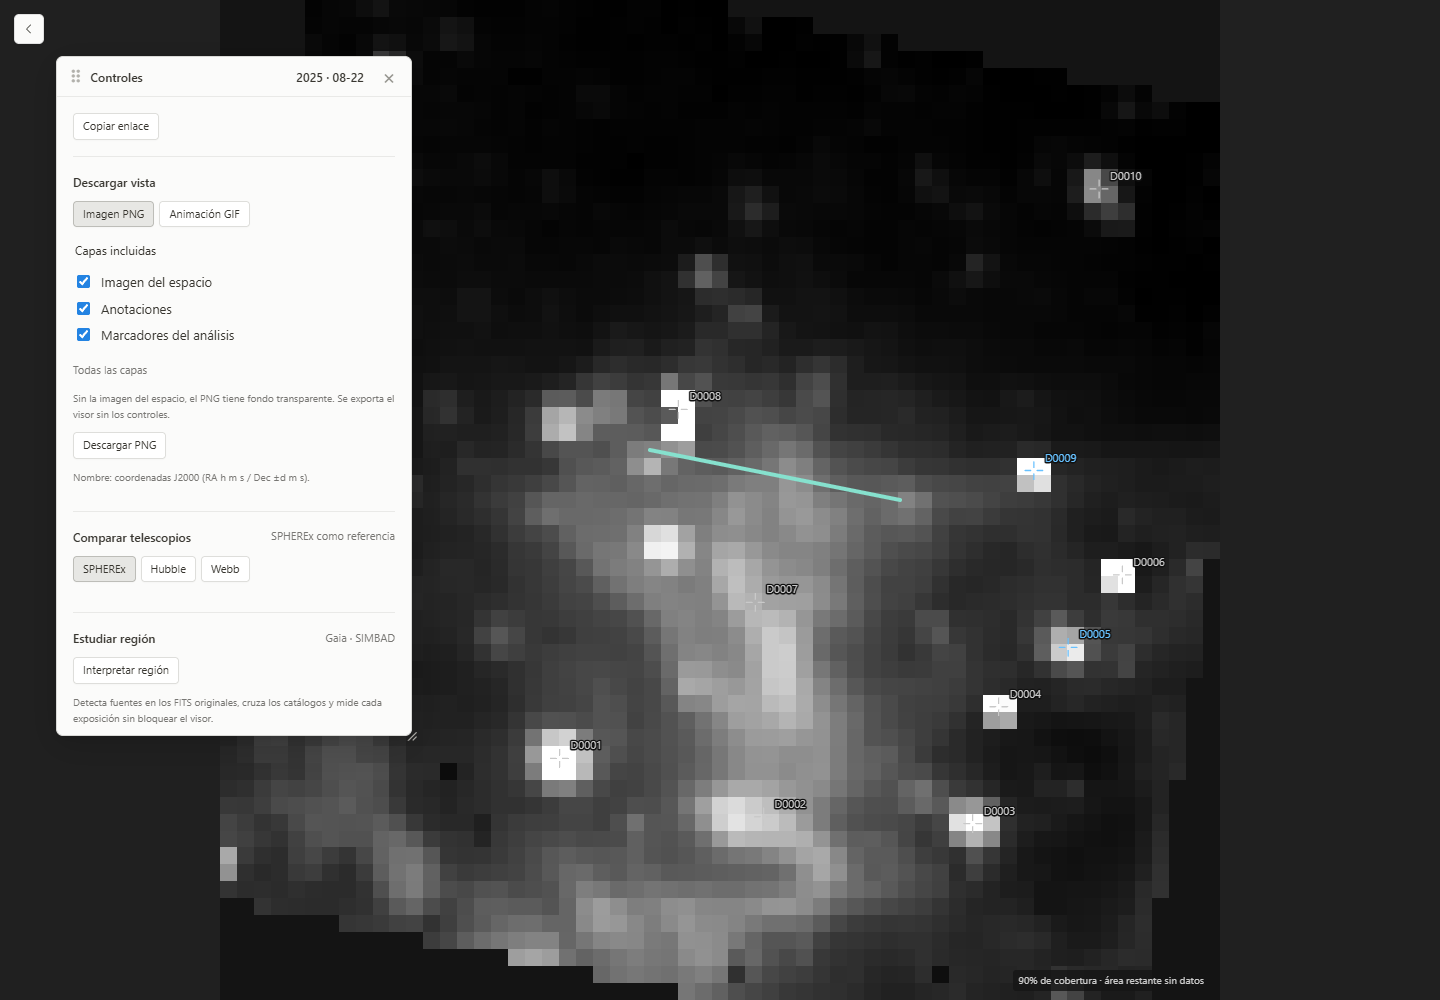 Controles
2025 · 08-22
Copiar enlace
Descargar vista
Imagen PNG
Animación GIF
Capas incluidas
Imagen del espacio
Anotaciones
Marcadores del análisis
Todas las capas
Sin la imagen del espacio, el PNG tiene fondo transparente. Se exporta el
visor sin los controles.
Descargar PNG
Nombre: coordenadas J2000 (RA h m s / Dec ±d m s).
Comparar telescopios
SPHEREx como referencia
SPHEREx
Hubble
Webb
Estudiar región
Gaia · SIMBAD
Interpretar región
Detecta fuentes en los FITS originales, cruza los catálogos y mide cada
exposición sin bloquear el visor.
D0010
D0008
D0009
D0006
D0007
D0005
D0004
D0001
D0002
D0003
90% de cobertura · área restante sin datos